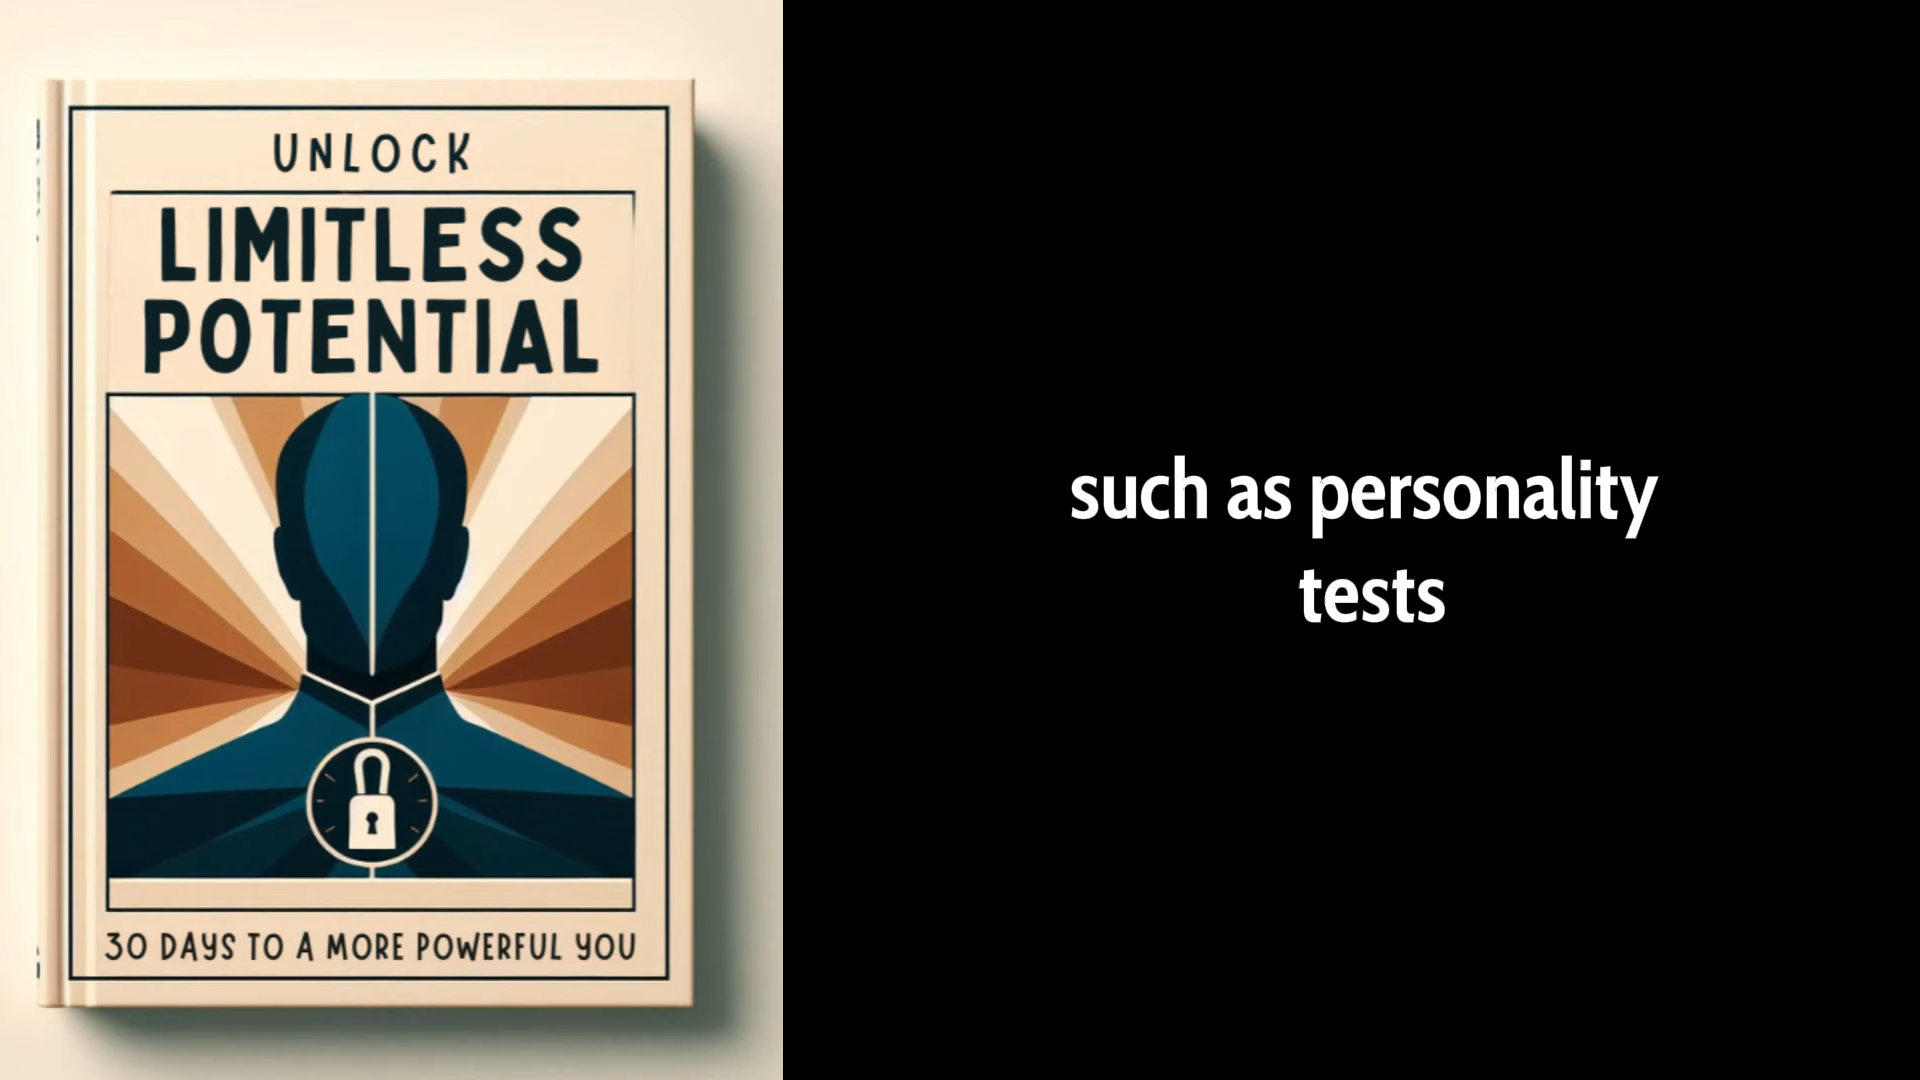 UNLOCK
LIMITLESS
POTENTIAL
30 DAYS TO A MORE POWERFUL YOU
such as personality
tests